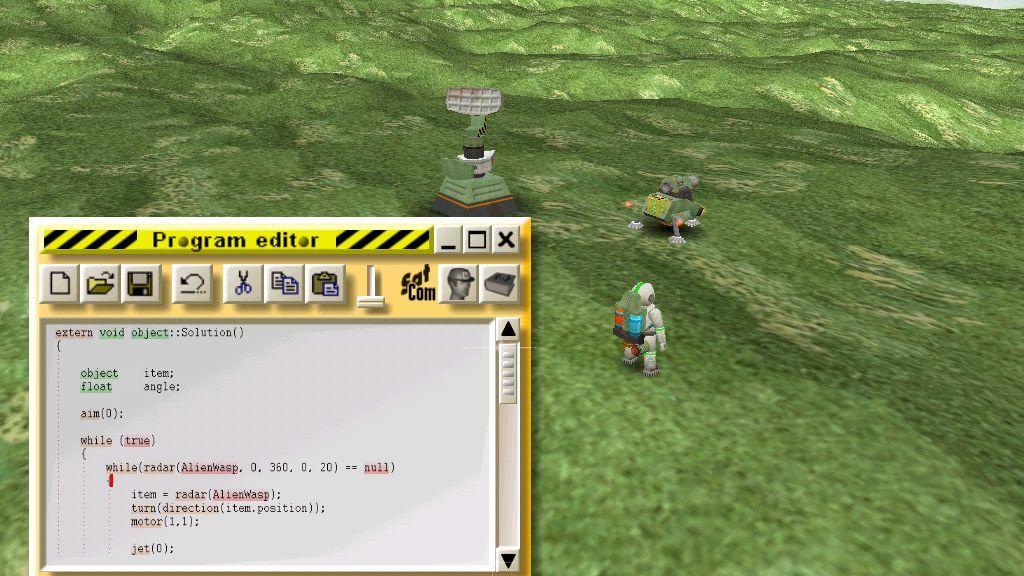 Program editor
Sat
Com
extern void object::Solution()
{
object item;
float angle;
aim(0);
while (true)
{
while(radar(AlienWasp, 0, 360, 0, 20) == null)
{
item = radar(AlienWasp);
turn(direction(item.position));
motor(1,1);
jet(0);